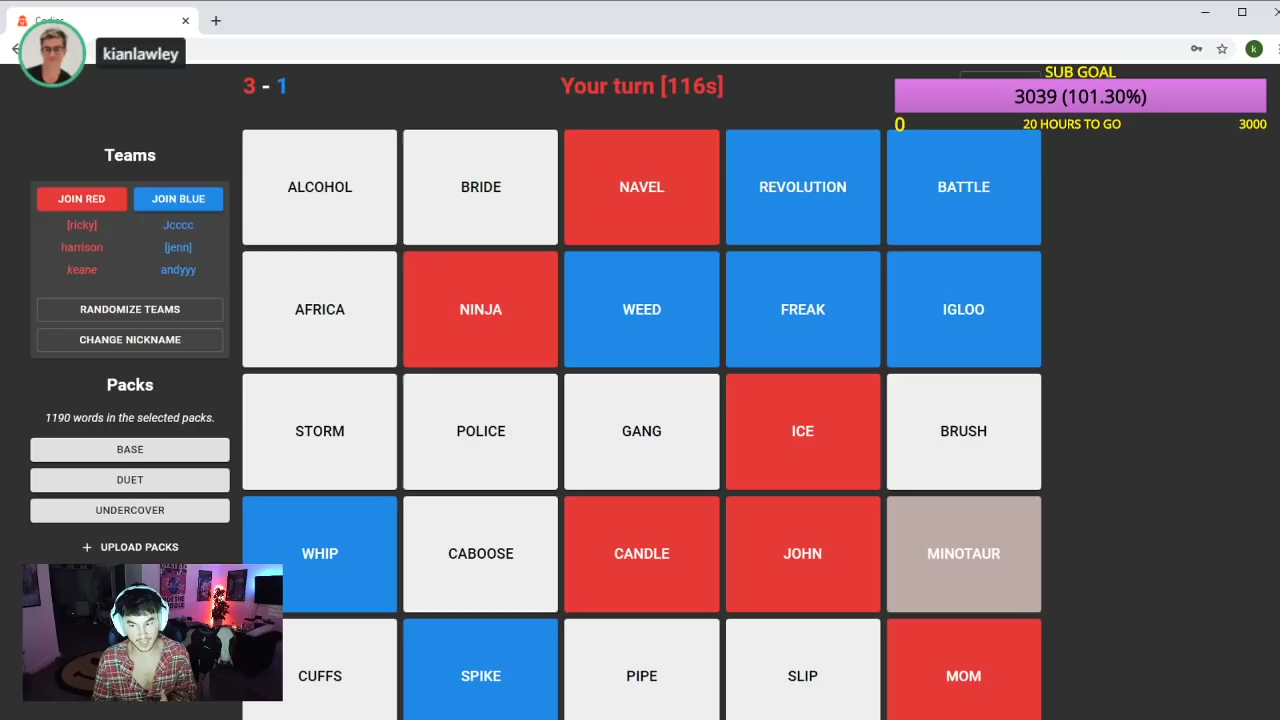 Codies
kianlawley
3 - 1
Your turn [116s]
SUB GOAL
3039 (101.30%)
0
20 HOURS TO GO
3000
k
Teams
JOIN RED
JOIN BLUE
[ricky]
Jcccc
harrison
[jenn]
keane
andyyy
RANDOMIZE TEAMS
CHANGE NICKNAME
Packs
1190 words in the selected packs.
BASE
DUET
UNDERCOVER
+ UPLOAD PACKS
ALCOHOL
BRIDE
NAVEL
REVOLUTION
BATTLE
AFRICA
NINJA
WEED
FREAK
IGLOO
STORM
POLICE
GANG
ICE
BRUSH
WHIP
CABOOSE
CANDLE
JOHN
MINOTAUR
CUFFS
SPIKE
PIPE
SLIP
MOM